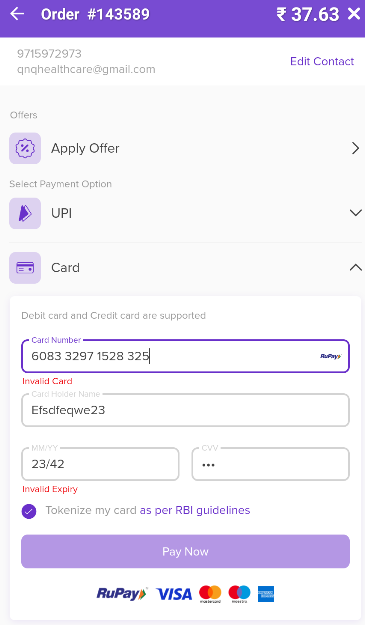 Order #143589
₹ 37.63
9715972973
qnqhealthcare@gmail.com
Edit Contact
Offers
Apply Offer
Select Payment Option
UPI
Card
Debit card and Credit card are supported
Card Number
6083 3297 1528 325
RuPay
Invalid Card
Card Holder Name
Efsdfeqwe23
MM/YY
23/42
CVV
•••
Invalid Expiry
Tokenize my card as per RBI guidelines
Pay Now
RuPay VISA mastercard maestro